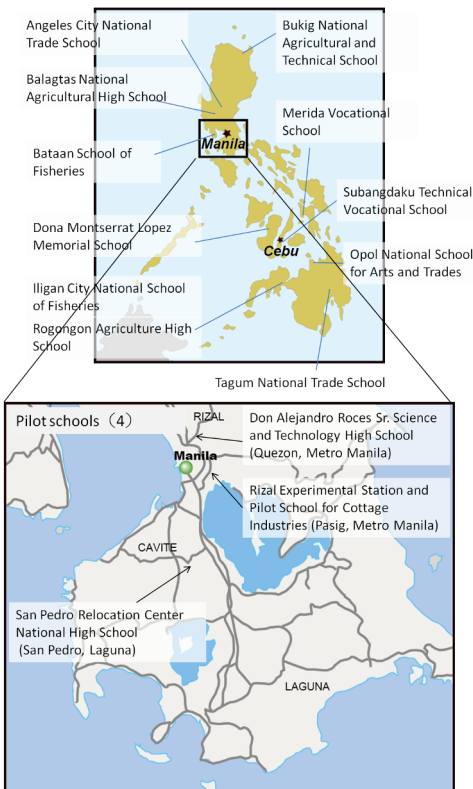 Angeles City National
Trade School
Bukig National
Agricultural and
Technical School
Balagtas National
Agricultural High School
Merida Vocational
School
Manila
Bataan School of
Fisheries
Subangdaku Technical
Vocational School
Dona Montserrat Lopez
Memorial School
Cebu
Opol National School
for Arts and Trades
Iligan City National School
of Fisheries
Rogongon Agriculture High
School
Tagum National Trade School
Pilot schools（4）
RIZAL
Don Alejandro Roces Sr. Science
and Technology High School
(Quezon, Metro Manila)
Manila
Rizal Experimental Station and
Pilot School for Cottage
Industries (Pasig, Metro Manila)
CAVITE
San Pedro Relocation Center
National High School
(San Pedro, Laguna)
LAGUNA